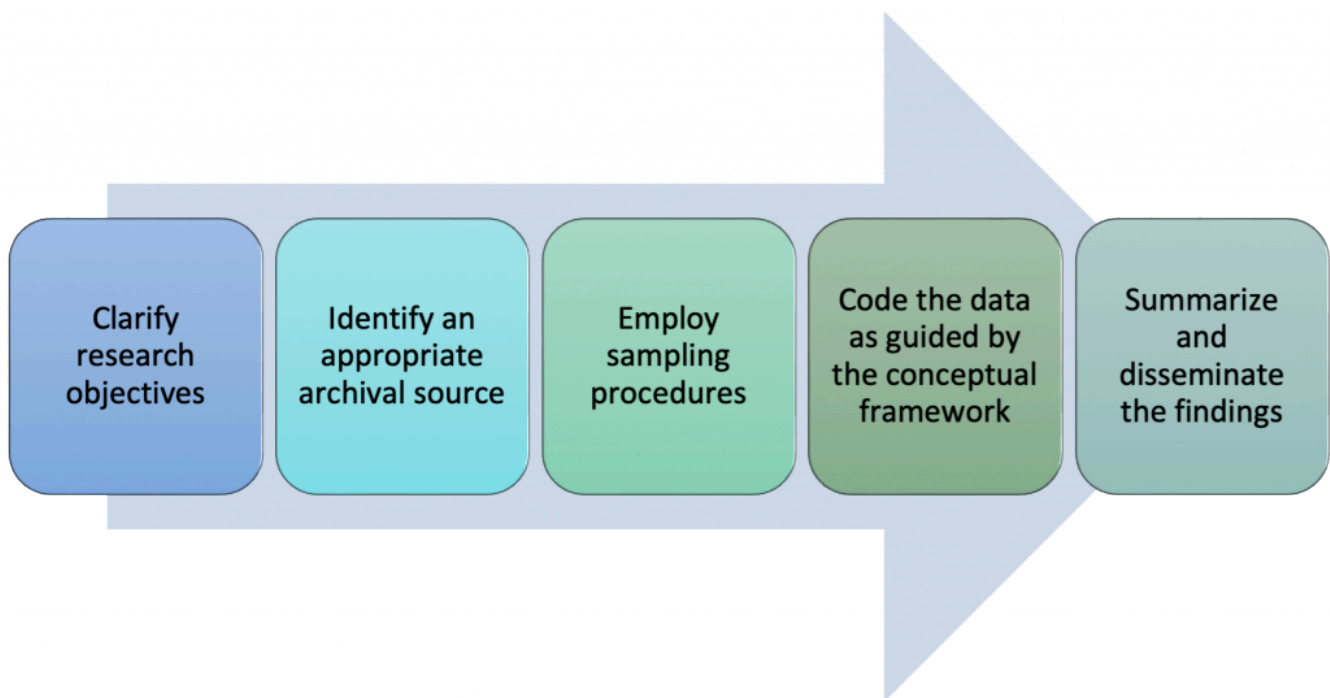 Clarify
research
objectives
Identify an
appropriate
archival source
Employ
sampling
procedures
Code the data
as guided by
the conceptual
framework
Summarize
and
disseminate
the findings